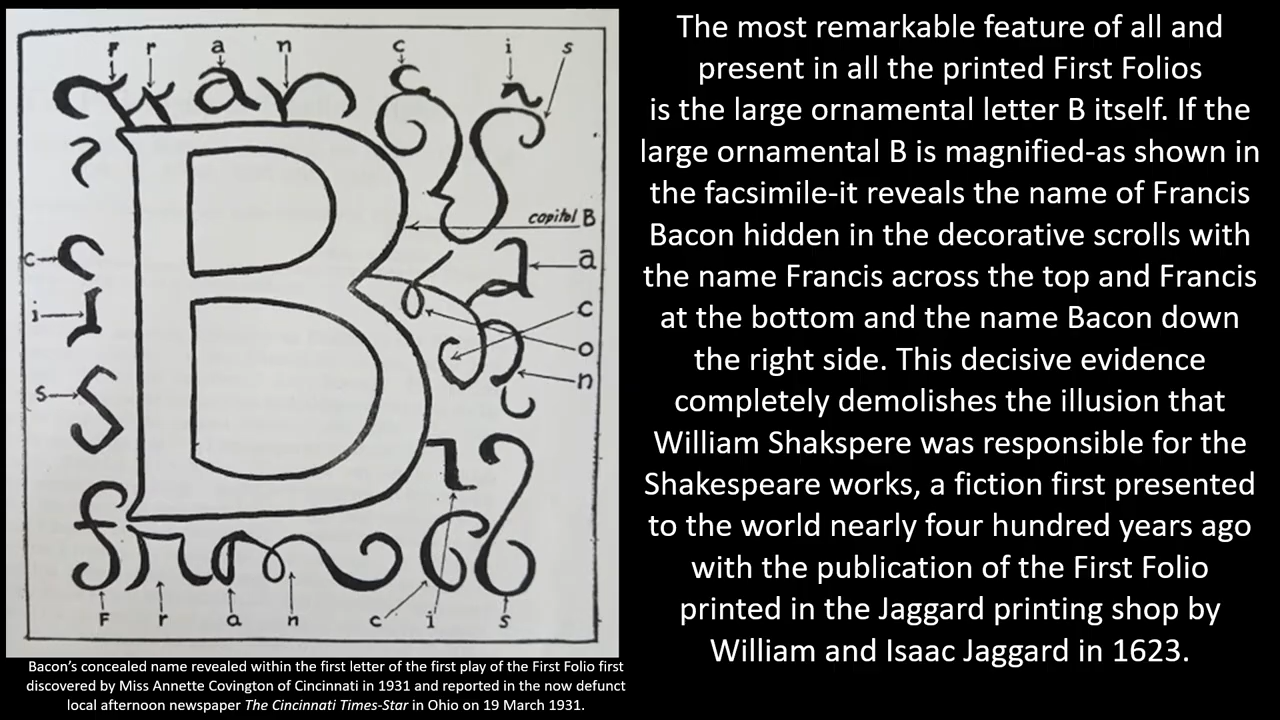 F r a n c i s
capitol B
c
a
i
c
o
s
n
F r a n c i s
Bacon's concealed name revealed within the first letter of the first play of the First Folio first
discovered by Miss Annette Covington of Cincinnati in 1931 and reported in the now defunct
local afternoon newspaper The Cincinnati Times-Star in Ohio on 19 March 1931.
The most remarkable feature of all and
present in all the printed First Folios
is the large ornamental letter B itself. If the
large ornamental B is magnified-as shown in
the facsimile-it reveals the name of Francis
Bacon hidden in the decorative scrolls with
the name Francis across the top and Francis
at the bottom and the name Bacon down
the right side. This decisive evidence
completely demolishes the illusion that
William Shakspere was responsible for the
Shakespeare works, a fiction first presented
to the world nearly four hundred years ago
with the publication of the First Folio
printed in the Jaggard printing shop by
William and Isaac Jaggard in 1623.